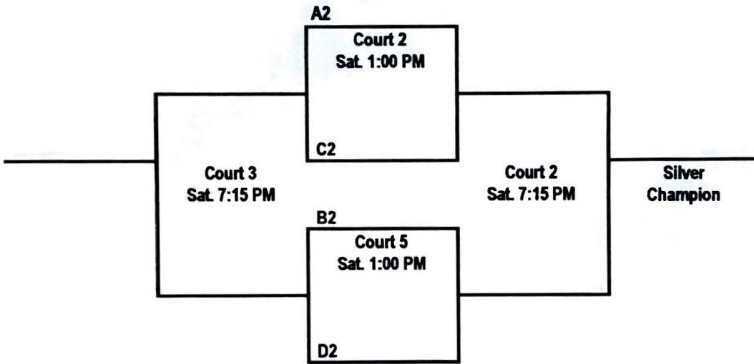 A2
Court 2
Sat. 1:00 PM
C2
Court 3
Sat. 7:15 PM
Court 2
Sat. 7:15 PM
Silver
Champion
B2
Court 5
Sat. 1:00 PM
D2